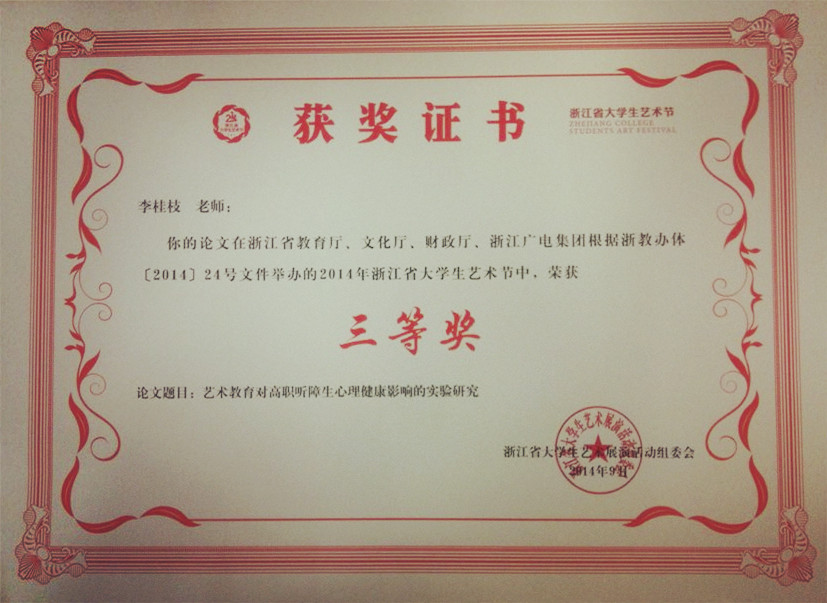 获奖证书
浙江省大学生艺术节
ZHEJIANG COLLEGE
STUDENTS ART FESTIVAL
李桂枝 老师:
你的论文在浙江省教育厅、文化厅、财政厅、浙江广电集团根据浙教办体
〔2014〕24号文件举办的2014年浙江省大学生艺术节中,荣获
三等奖
论文题目:艺术教育对高职听障生心理健康影响的实验研究
浙江省大学生艺术展演活动组委会
2014年9月